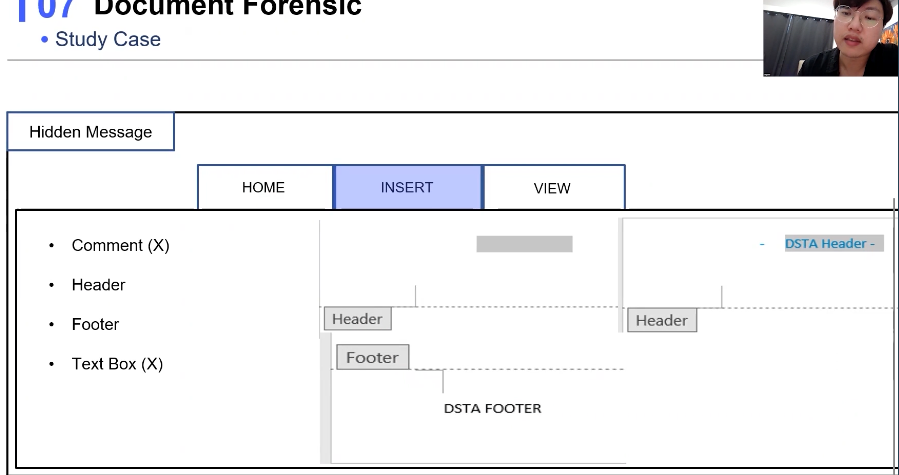 07 Document Forensic
• Study Case
Hidden Message
HOME INSERT VIEW
• Comment (X)
• Header
• Footer
• Text Box (X)
- DSTA Header -
Header
Header
Footer
DSTA FOOTER